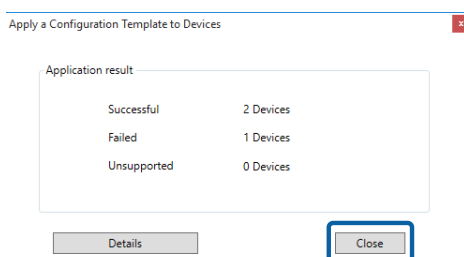 Apply a Configuration Template to Devices
x
Application result
Successful 2 Devices
Failed 1 Devices
Unsupported 0 Devices
Details Close